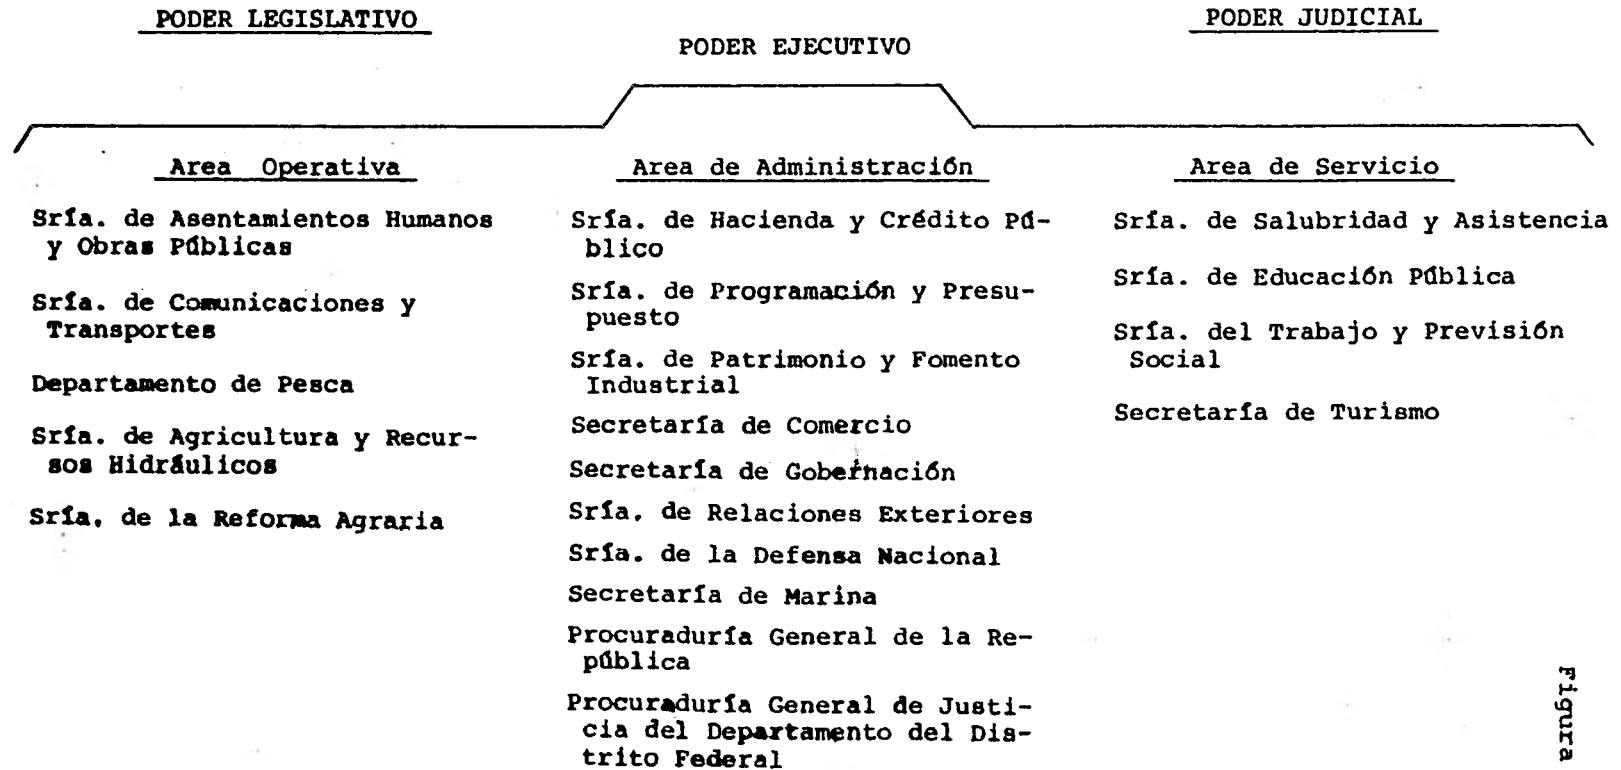 PODER LEGISLATIVO
PODER EJECUTIVO
PODER JUDICIAL
Area Operativa
Sría. de Asentamientos Humanos
y Obras Públicas
Sría. de Comunicaciones y
Transportes
Departamento de Pesca
Sría. de Agricultura y Recur-
sos Hidráulicos
Sría. de la Reforma Agraria
Area de Administración
Sría. de Hacienda y Crédito Pú-
blico
Sría. de Programación y Presu-
puesto
Sría. de Patrimonio y Fomento
Industrial
Secretaría de Comercio
Secretaría de Gobernación
Sría. de Relaciones Exteriores
Sría. de la Defensa Nacional
Secretaría de Marina
Procuraduría General de la Re-
pública
Procuraduría General de Justi-
cia del Departamento del Dis-
trito Federal
Area de Servicio
Sría. de Salubridad y Asistencia
Sría. de Educación Pública
Sría. del Trabajo y Previsión
Social
Secretaría de Turismo
Figura